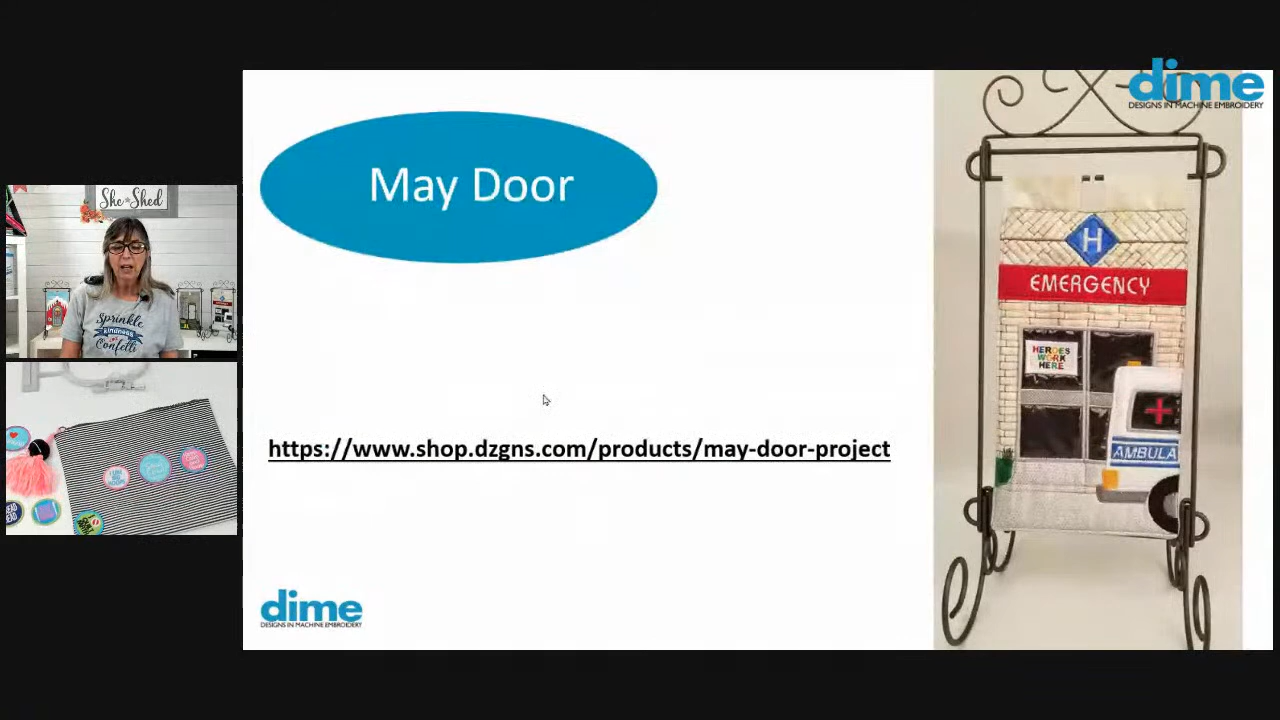 dime
DESIGNS IN MACHINE EMBROIDERY
May Door
She Shed
H
EMERGENCY
HEROES
WORK
HERE
Sprinkle
kindness
Confetti
AMBULA
https://www.shop.dzgns.com/products/may-door-project
dime
DESIGNS IN MACHINE EMBROIDERY